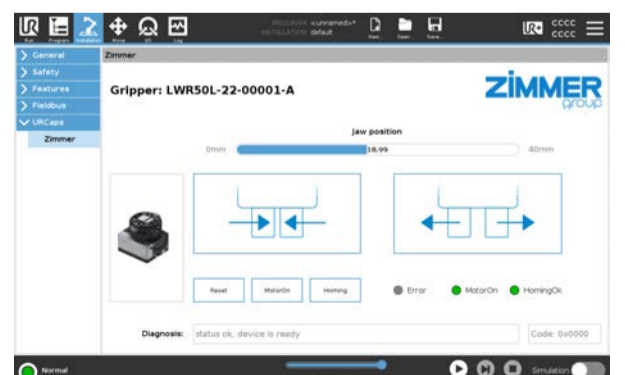 Run Program Installation Move I/O Log PROGRAM <unnamed>* New... Open... Save... CCCC
INSTALLATION default CCCC
General
Zimmer
Safety
Features
Fieldbus
URCaps
Zimmer
Gripper: LWR50L-22-00001-A
ZIMMER
group
Jaw position
0mm 18.99 40mm
Reset MotorOn Homing Error MotorOn HomingOk
Diagnosis: status ok, device is ready Code: 0x0000
Normal Simulation